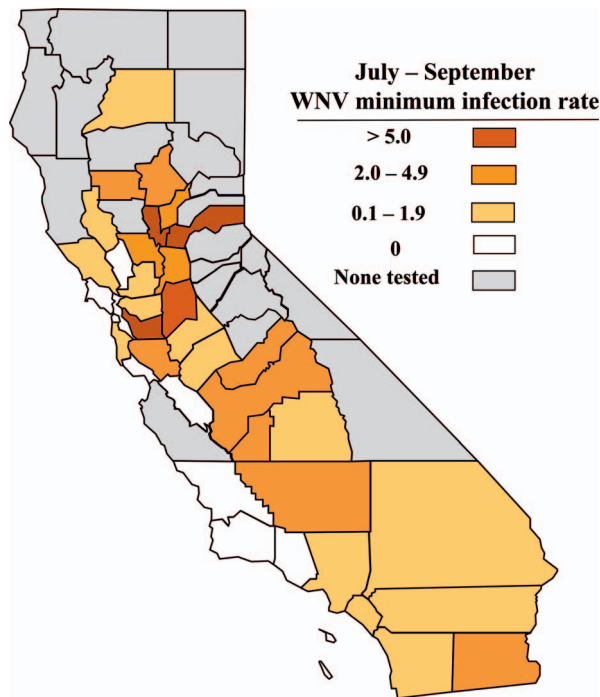 July – September
WNV minimum infection rate
> 5.0
2.0 – 4.9
0.1 – 1.9
0
None tested